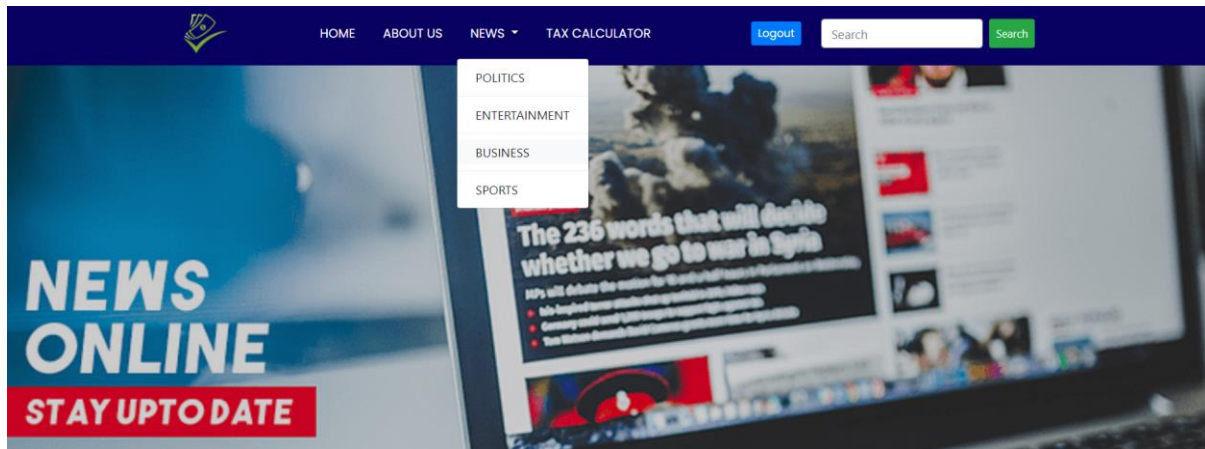 HOME ABOUT US NEWS TAX CALCULATOR Logout Search Search
POLITICS
ENTERTAINMENT
BUSINESS
SPORTS
The 236 words that will decide
whether we go to war in Syria
NEWS
ONLINE
STAY UPTO DATE